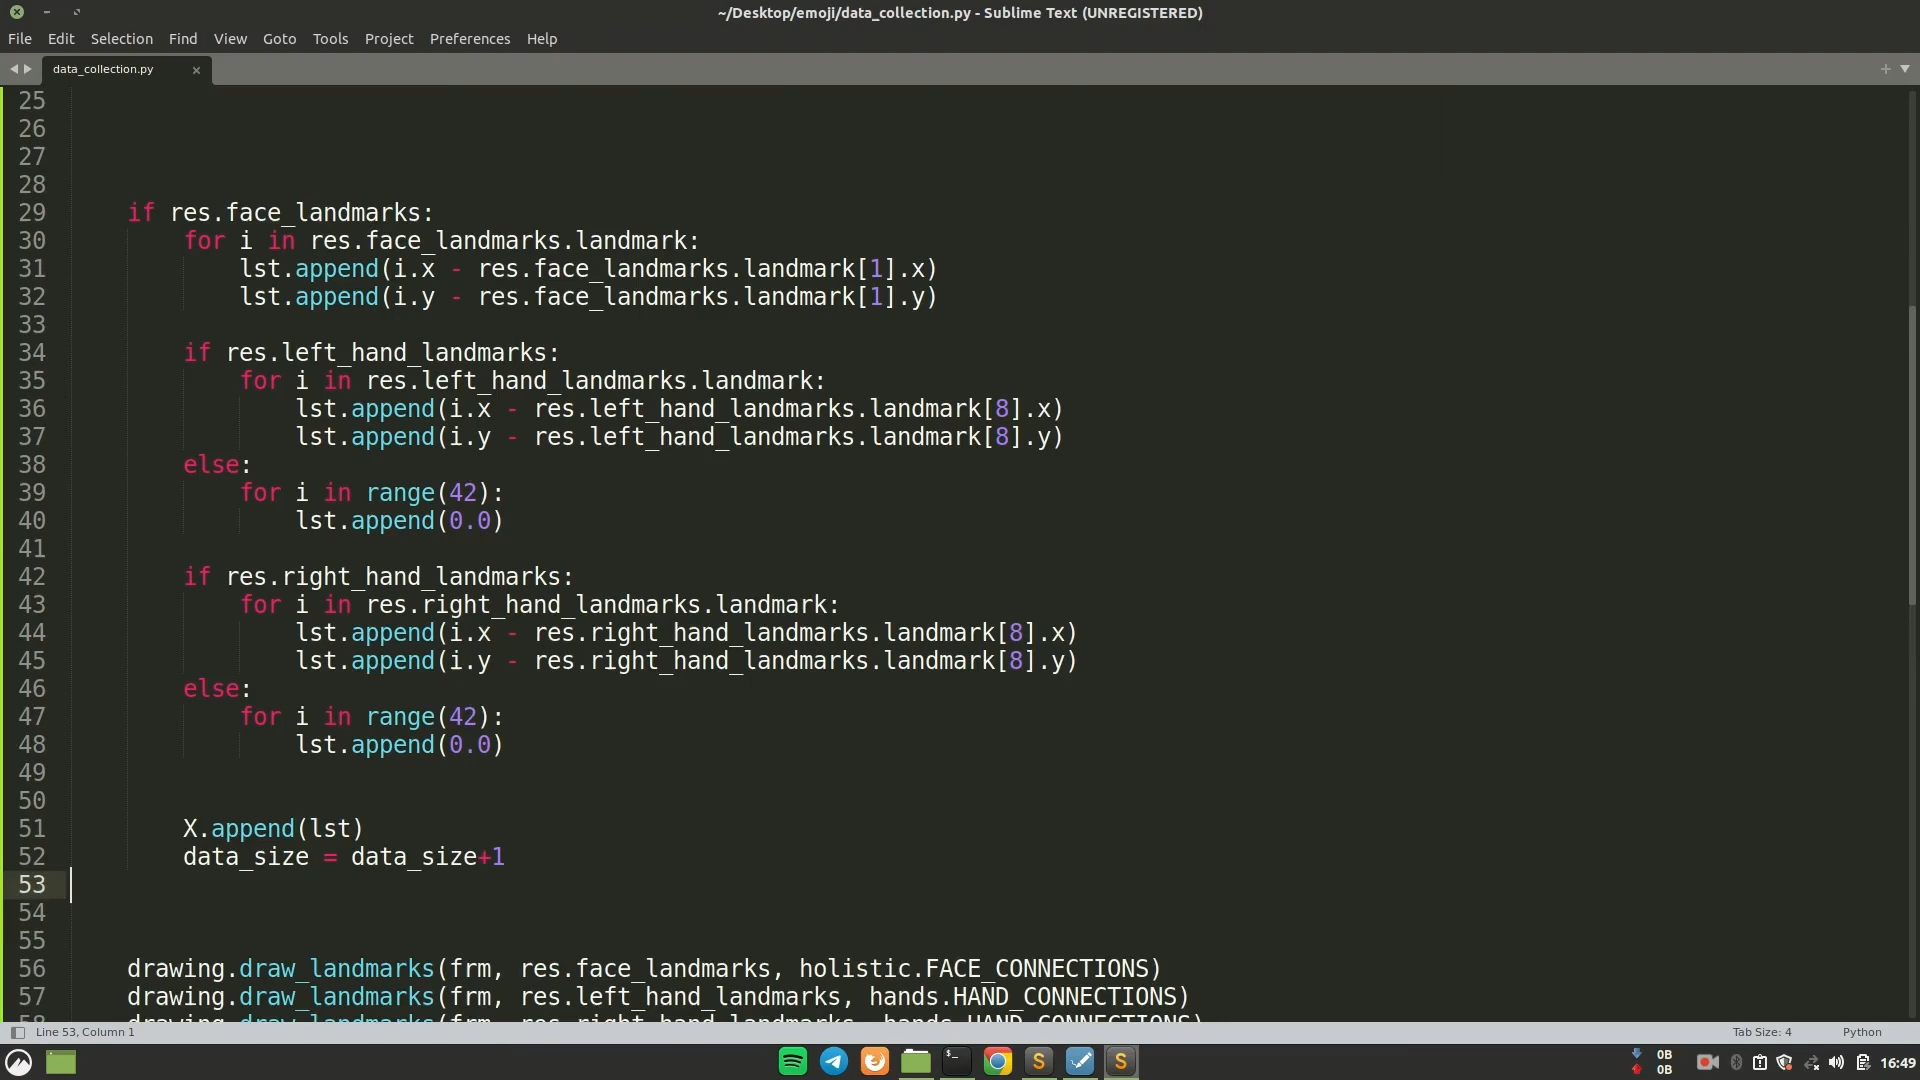 ~/Desktop/emoji/data_collection.py - Sublime Text (UNREGISTERED)
File Edit Selection Find View Goto Tools Project Preferences Help
data_collection.py
25
26
27
28
29 if res.face_landmarks:
30 for i in res.face_landmarks.landmark:
31 lst.append(i.x - res.face_landmarks.landmark[1].x)
32 lst.append(i.y - res.face_landmarks.landmark[1].y)
33
34 if res.left_hand_landmarks:
35 for i in res.left_hand_landmarks.landmark:
36 lst.append(i.x - res.left_hand_landmarks.landmark[8].x)
37 lst.append(i.y - res.left_hand_landmarks.landmark[8].y)
38 else:
39 for i in range(42):
40 lst.append(0.0)
41
42 if res.right_hand_landmarks:
43 for i in res.right_hand_landmarks.landmark:
44 lst.append(i.x - res.right_hand_landmarks.landmark[8].x)
45 lst.append(i.y - res.right_hand_landmarks.landmark[8].y)
46 else:
47 for i in range(42):
48 lst.append(0.0)
49
50
51 X.append(lst)
52 data_size = data_size+1
53
54
55
56 drawing.draw_landmarks(frm, res.face_landmarks, holistic.FACE_CONNECTIONS)
57 drawing.draw_landmarks(frm, res.left_hand_landmarks, hands.HAND_CONNECTIONS)
58 drawing.draw_landmarks(frm, res.right_hand_landmarks, hands.HAND_CONNECTIONS)
Line 53, Column 1 Tab Size: 4 Python
0B
0B
16:49